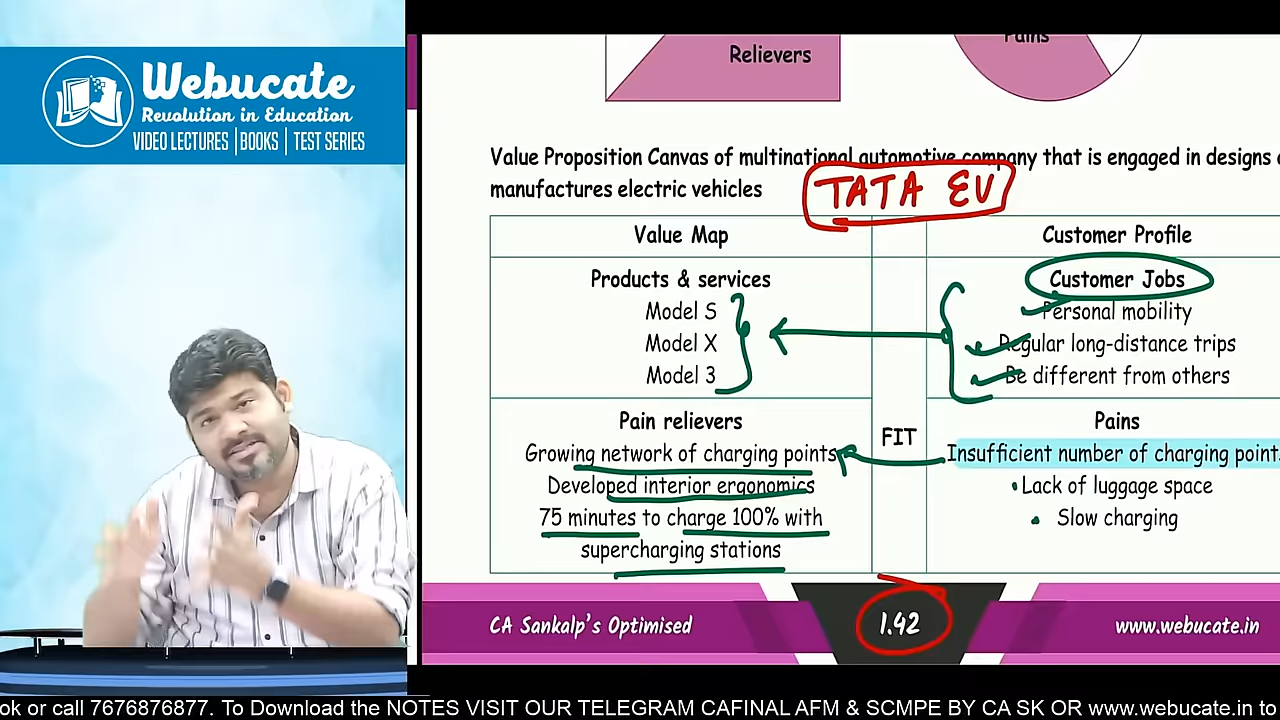 Webucate
Revolution in Education
VIDEO LECTURES | BOOKS | TEST SERIES
Relievers
Pains
Value Proposition Canvas of multinational automotive company that is engaged in designs
manufactures electric vehicles
TATA EV
Value Map
Customer Profile
Products & services
Customer Jobs
Model S
Personal mobility
Model X
Regular long-distance trips
Model 3
Be different from others
Pain relievers
Pains
FIT
Growing network of charging points
Insufficient number of charging point
Developed interior ergonomics
Lack of luggage space
75 minutes to charge 100% with
Slow charging
supercharging stations
CA Sankalp's Optimised
1.42
www.webucate.in
ok or call 7676876877. To Download the NOTES VISIT OUR TELEGRAM CAFINAL AFM & SCMPE BY CA SK OR www.webucate.in to